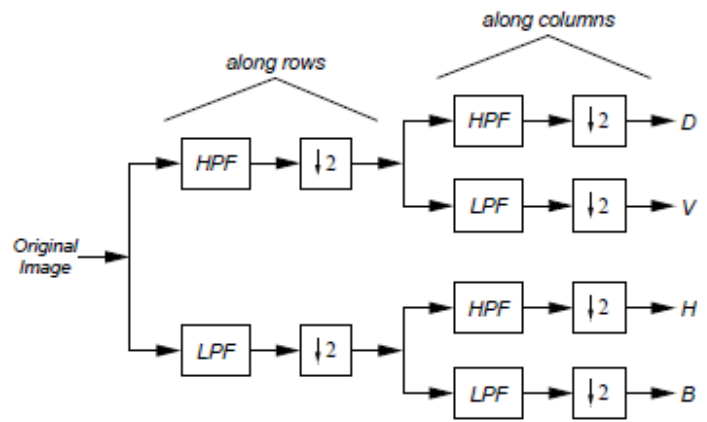 along rows
along columns
HPF
↓2
HPF
↓2
D
LPF
↓2
V
Original
Image
LPF
↓2
HPF
↓2
H
LPF
↓2
B